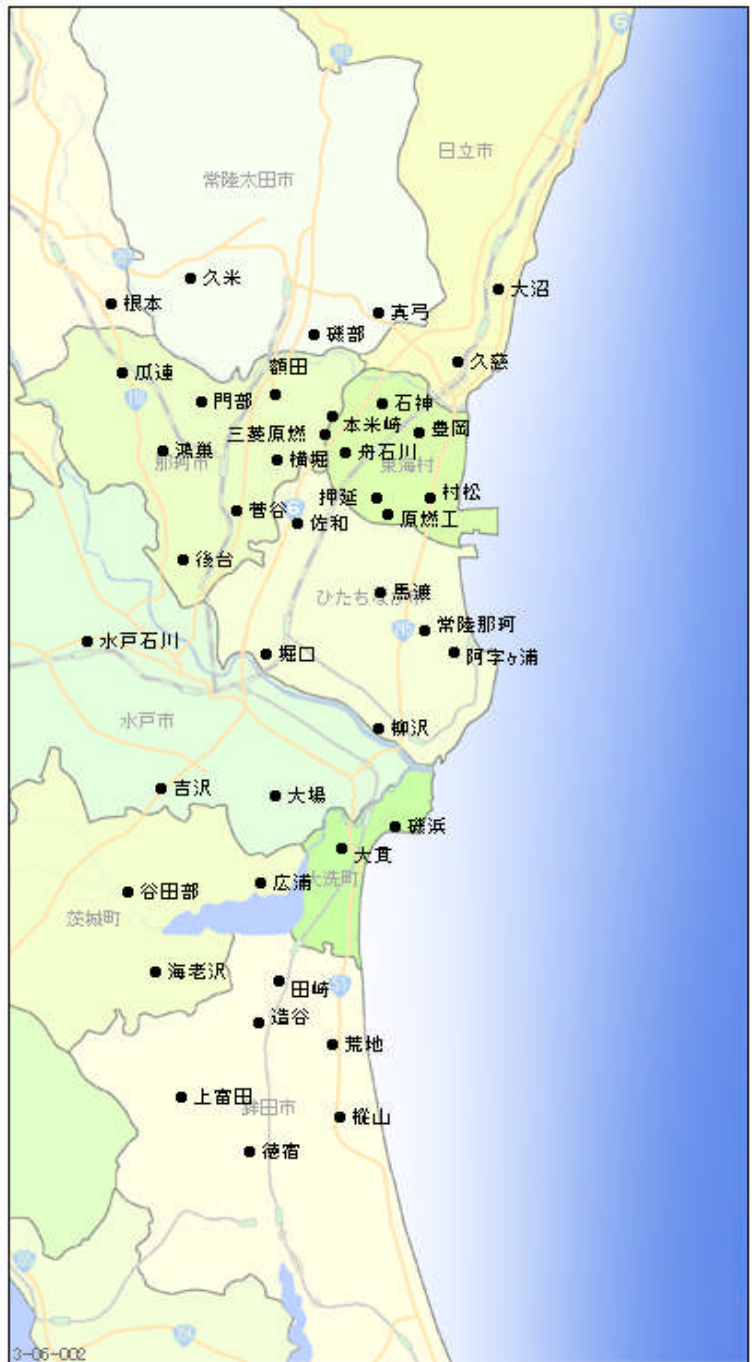 6
日立市
常陸太田市
久米
大沼
根本
真弓
磯部
久慈
瓜連
額田
門部
石神
本米崎
豊岡
三菱原燃
鴻巣
舟石川
横堀
那珂市
東海村
押延
村松
菅谷
6
原燃工
佐和
後台
馬渡
ひたちなか市
常陸那珂
245
水戸石川
堀口
阿字ヶ浦
水戸市
柳沢
吉沢
大場
磯浜
大貫
大洗町
広浦
谷田部
茨城町
海老沢
田崎
51
造谷
荒地
上富田
鉾田市
樅山
徳宿
3-06-002